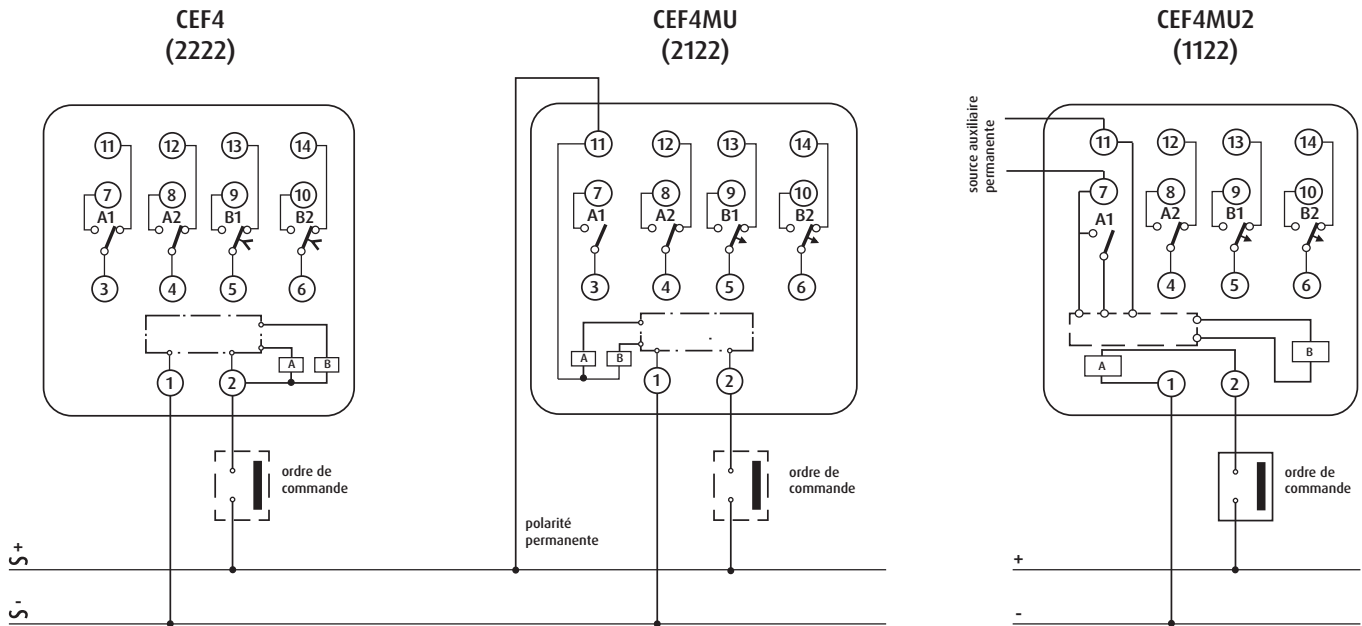 CEF4
(2222)
11 12 13 14
7 8 9 10
A1 A2 B1 B2
3 4 5 6
A B
1 2
ordre de
commande
CEF4MU
(2122)
11 12 13 14
7 8 9 10
A1 A2 B1 B2
3 4 5 6
A B
1 2
ordre de
commande
polarité
permanente
CEF4MU2
(1122)
source auxiliaire
permanente
11 12 13 14
7 8 9 10
A1 A2 B1 B2
4 5 6
B
A
1 2
ordre de
commande
S+
S-
+
-